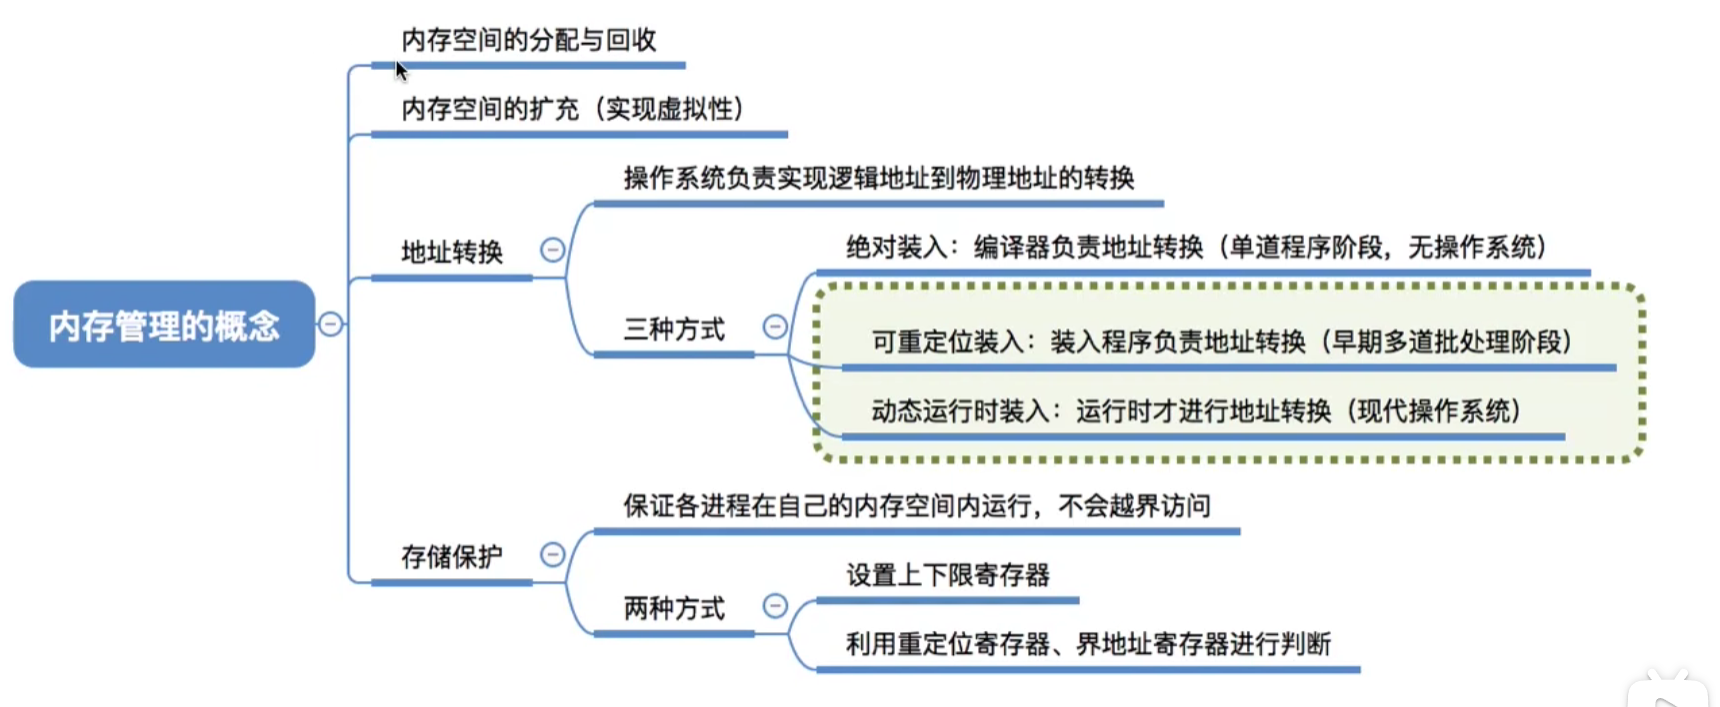 内存空间的分配与回收
内存空间的扩充（实现虚拟性）
操作系统负责实现逻辑地址到物理地址的转换
地址转换
绝对装入：编译器负责地址转换（单道程序阶段，无操作系统）
三种方式
可重定位装入：装入程序负责地址转换（早期多道批处理阶段）
动态运行时装入：运行时才进行地址转换（现代操作系统）
内存管理的概念
保证各进程在自己的内存空间内运行，不会越界访问
存储保护
设置上下限寄存器
两种方式
利用重定位寄存器、界地址寄存器进行判断